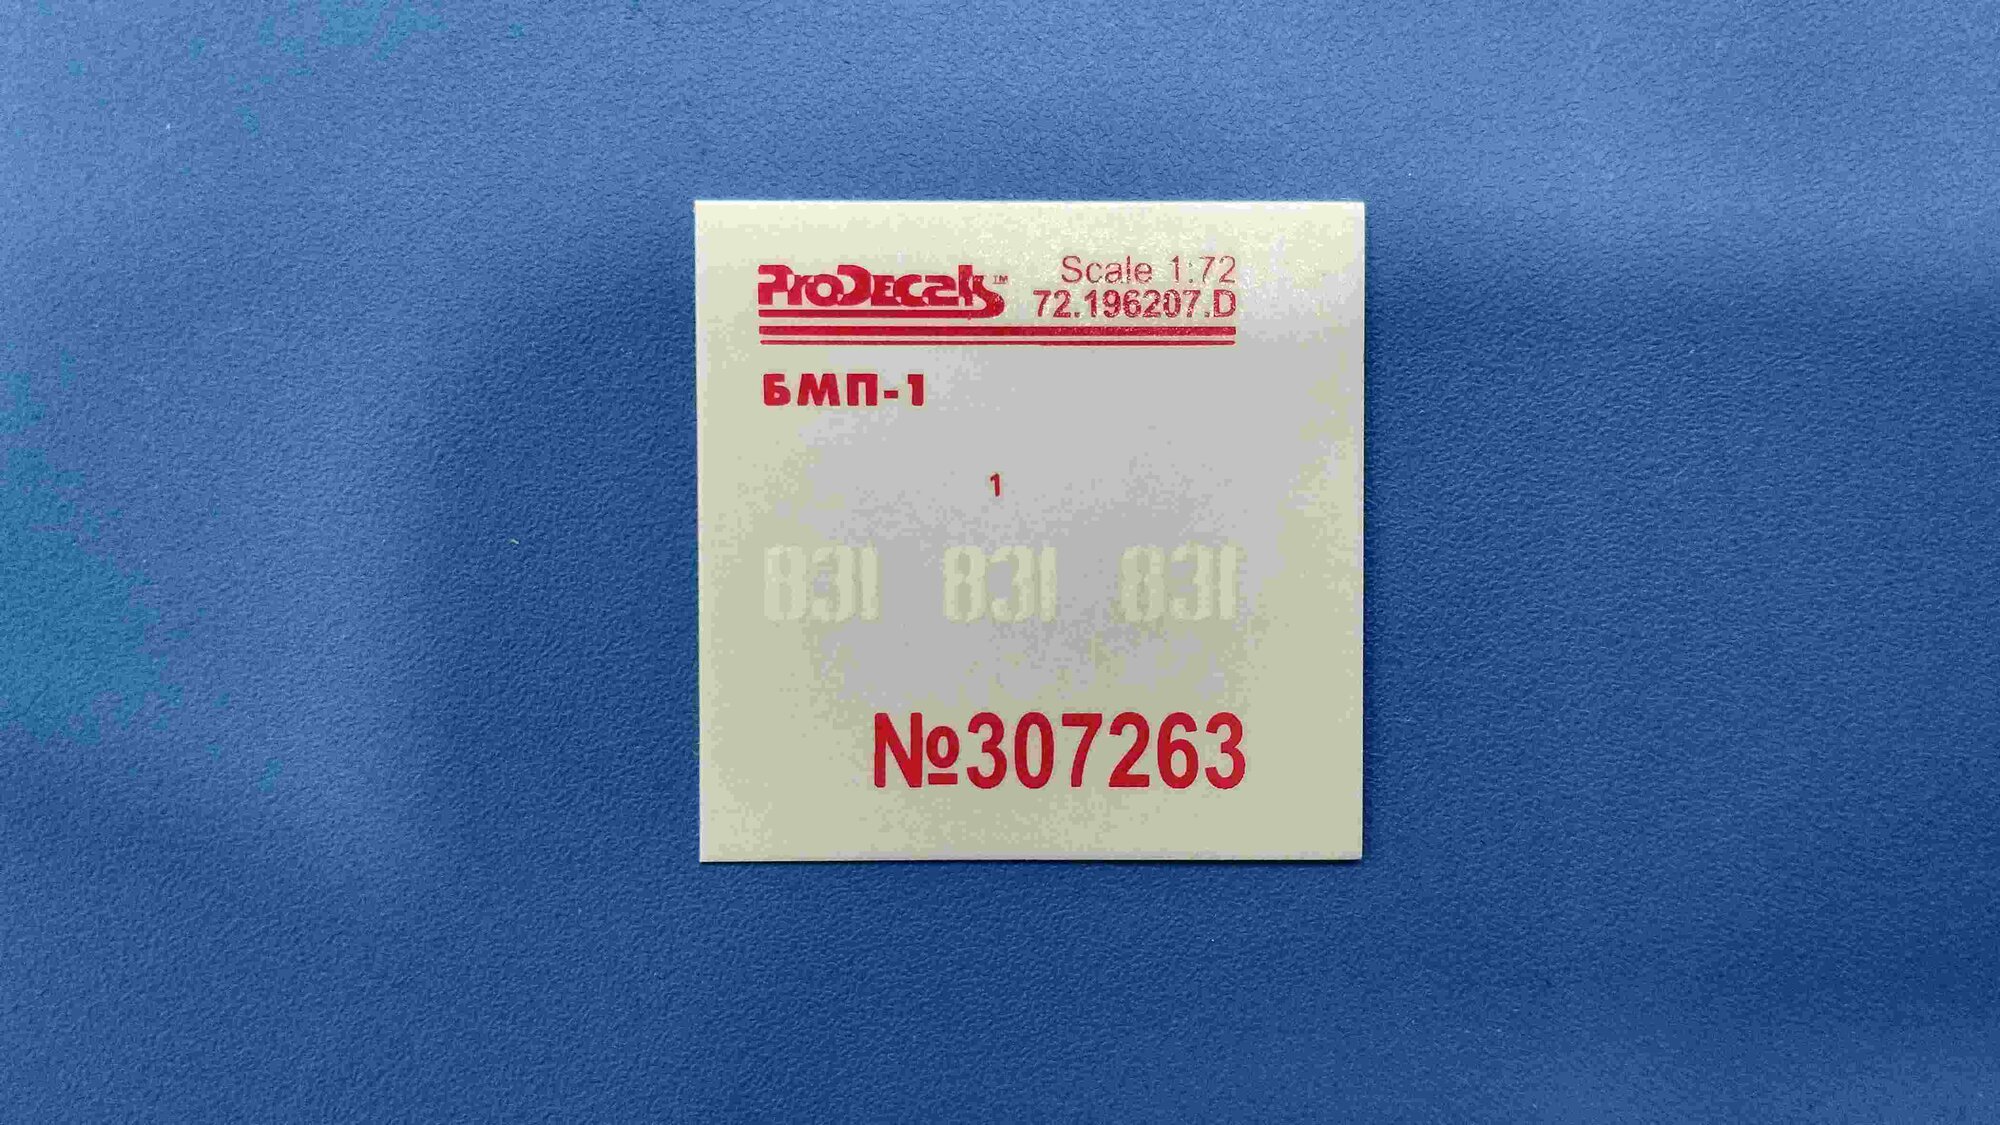 ProDecals™
Scale 1:72
72.196207.D
БМП-1
1
831 831 831
№307263